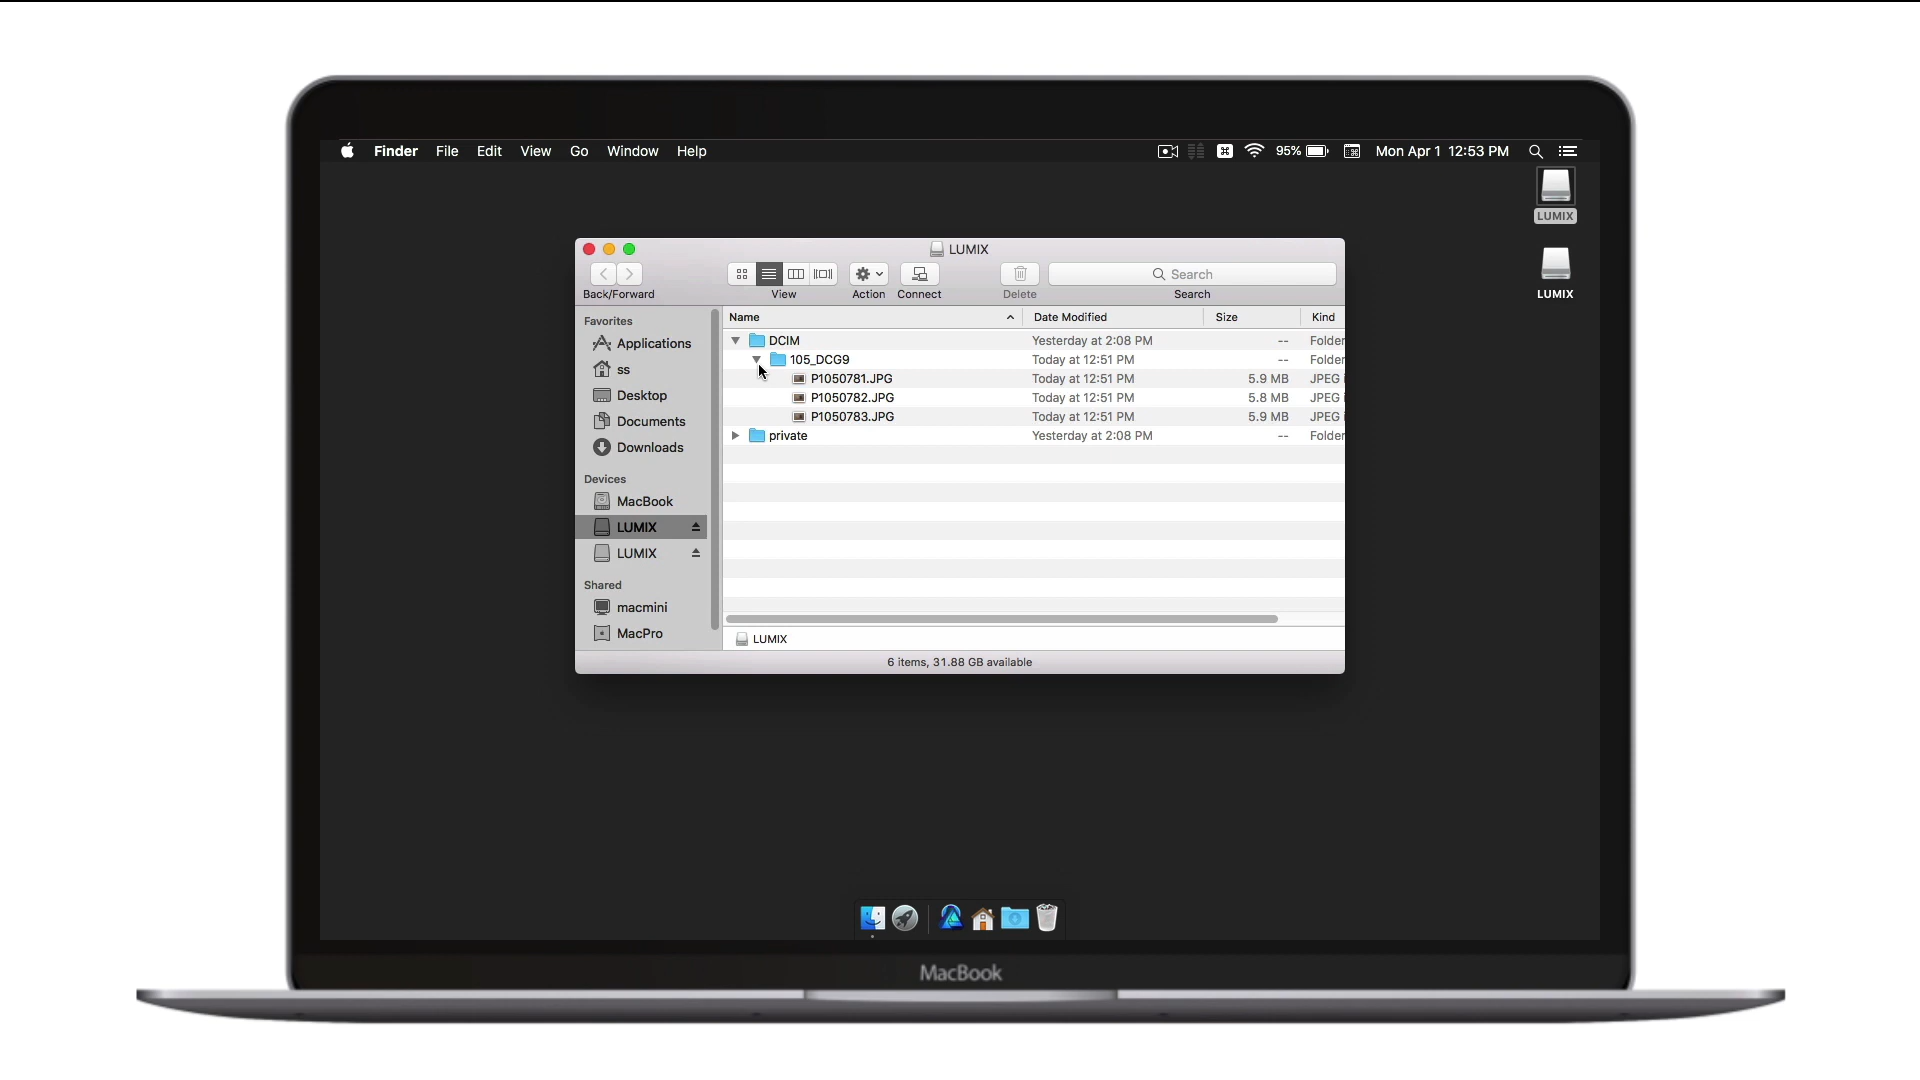 Finder File Edit View Go Window Help 95% Mon Apr 1 12:53 PM
LUMIX
LUMIX
LUMIX
Search
Back/Forward View Action Connect Delete Search
Favorites
Applications
ss
Desktop
Documents
Downloads
Devices
MacBook
LUMIX
LUMIX
Shared
macmini
MacPro
Name Date Modified Size Kind
DCIM Yesterday at 2:08 PM -- Folder
105_DCG9 Today at 12:51 PM -- Folder
P1050781.JPG Today at 12:51 PM 5.9 MB JPEG i
P1050782.JPG Today at 12:51 PM 5.8 MB JPEG i
P1050783.JPG Today at 12:51 PM 5.9 MB JPEG i
private Yesterday at 2:08 PM -- Folder
LUMIX
6 items, 31.88 GB available
MacBook